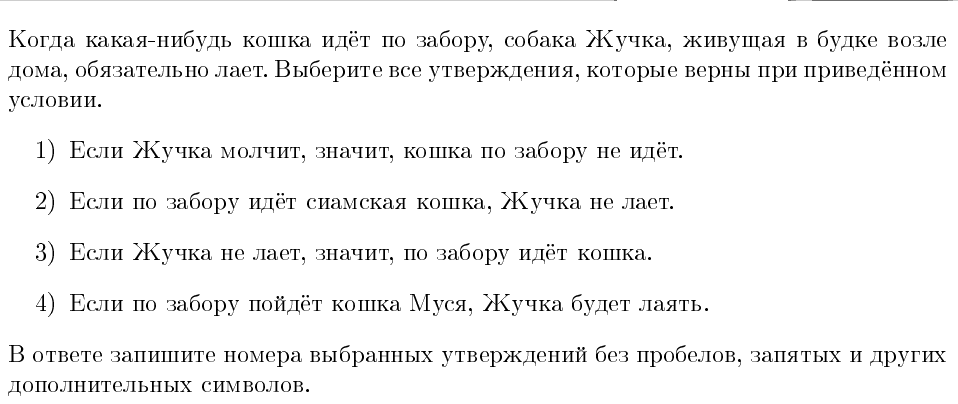 Когда какая-нибудь кошка идёт по забору, собака Жучка, живущая в будке возле
дома, обязательно лает. Выберите все утверждения, которые верны при приведённом
условии.
1) Если Жучка молчит, значит, кошка по забору не идёт.
2) Если по забору идёт сиамская кошка, Жучка не лает.
3) Если Жучка не лает, значит, по забору идёт кошка.
4) Если по забору пойдёт кошка Муся, Жучка будет лаять.
В ответе запишите номера выбранных утверждений без пробелов, запятых и других
дополнительных символов.